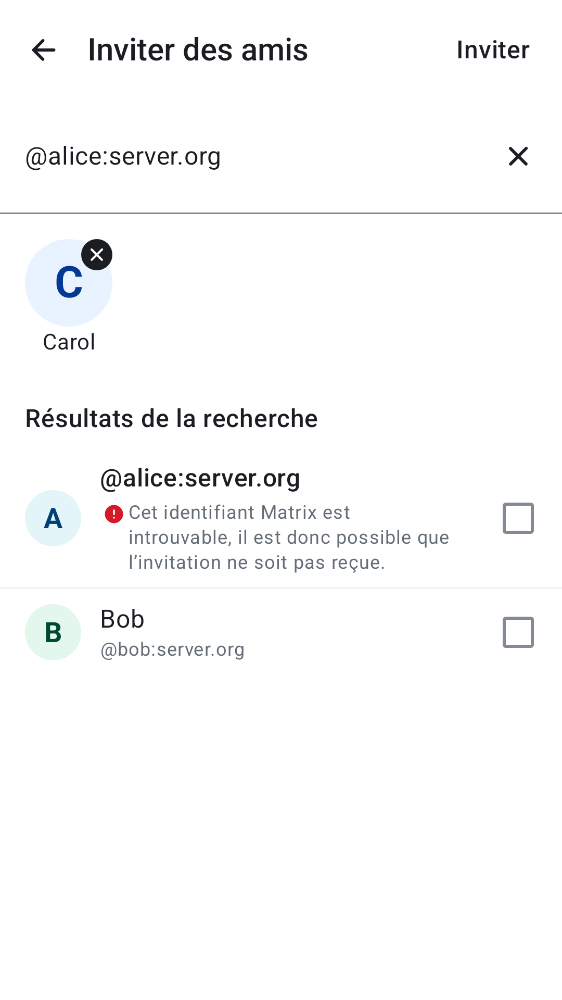 Inviter des amis
Inviter
@alice:server.org
C
Carol
Résultats de la recherche
A
@alice:server.org
Cet identifiant Matrix est
introuvable, il est donc possible que
l’invitation ne soit pas reçue.
B
Bob
@bob:server.org